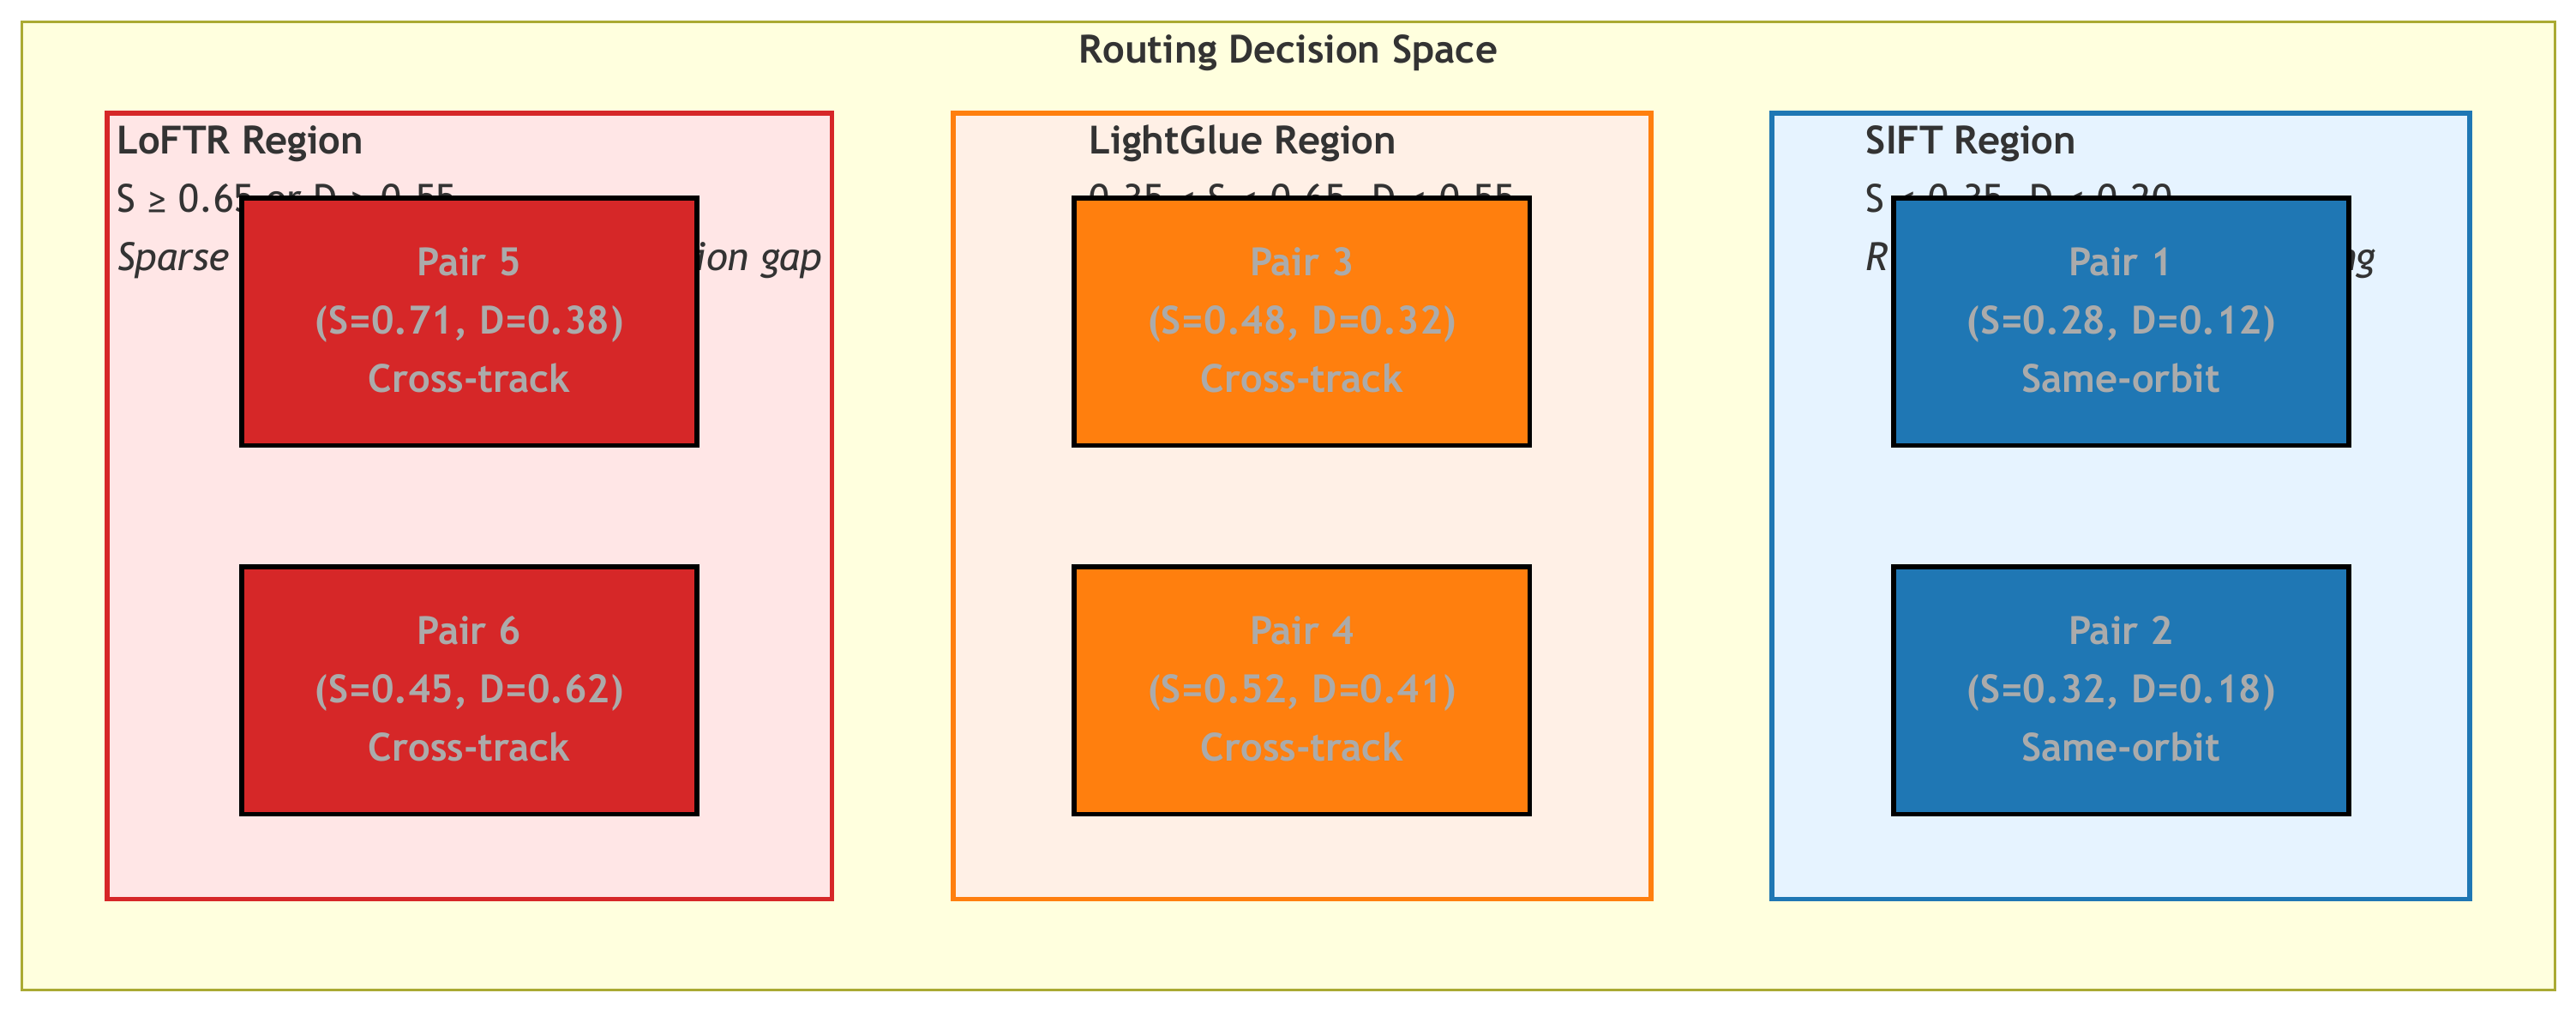 Routing Decision Space
LoFTR Region
S ≥ 0.65 or D
Sparse ion gap
Pair 5
(S=0.71, D=0.38)
Cross-track
Pair 6
(S=0.45, D=0.62)
Cross-track
LightGlue Region
Pair 3
(S=0.48, D=0.32)
Cross-track
Pair 4
(S=0.52, D=0.41)
Cross-track
SIFT Region
Pair 1
(S=0.28, D=0.12)
Same-orbit
Pair 2
(S=0.32, D=0.18)
Same-orbit